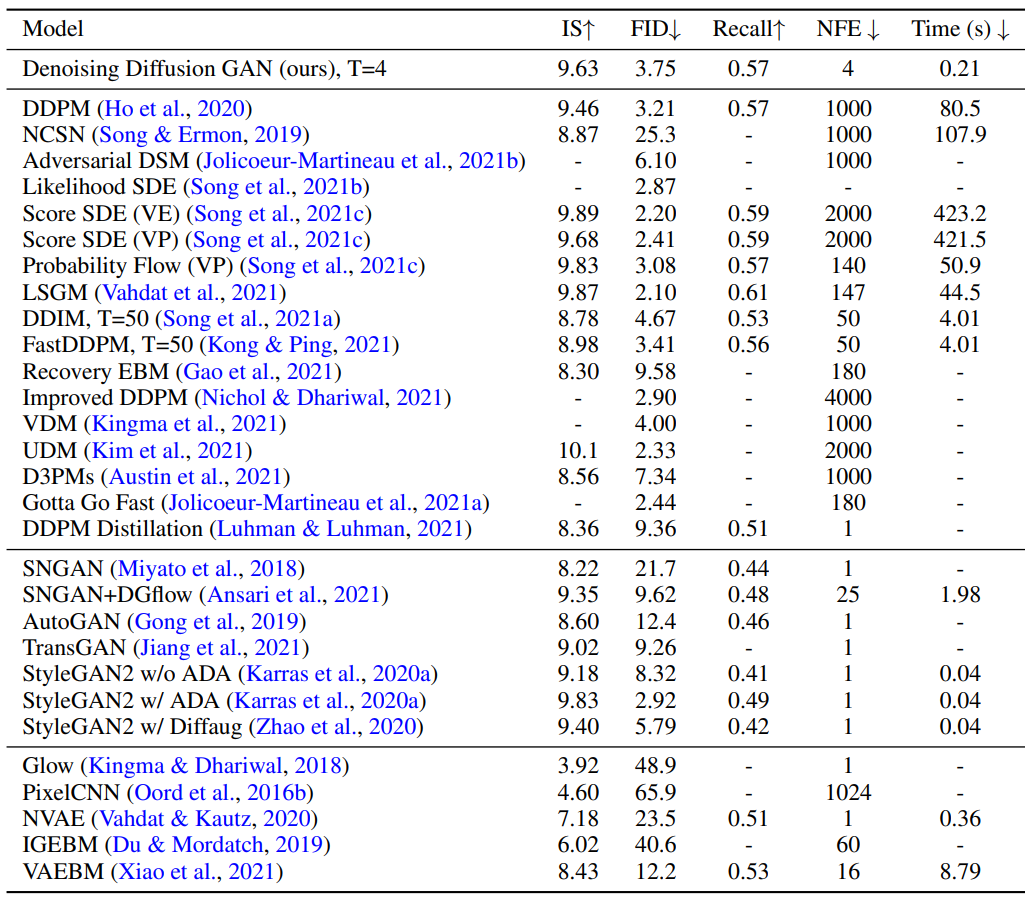 Model IS↑ FID↓ Recall↑ NFE ↓ Time (s) ↓
Denoising Diffusion GAN (ours), T=4 9.63 3.75 0.57 4 0.21
DDPM (Ho et al., 2020) 9.46 3.21 0.57 1000 80.5
NCSN (Song & Ermon, 2019) 8.87 25.3 - 1000 107.9
Adversarial DSM (Jolicoeur-Martineau et al., 2021b) - 6.10 - 1000 -
Likelihood SDE (Song et al., 2021b) - 2.87 - - -
Score SDE (VE) (Song et al., 2021c) 9.89 2.20 0.59 2000 423.2
Score SDE (VP) (Song et al., 2021c) 9.68 2.41 0.59 2000 421.5
Probability Flow (VP) (Song et al., 2021c) 9.83 3.08 0.57 140 50.9
LSGM (Vahdat et al., 2021) 9.87 2.10 0.61 147 44.5
DDIM, T=50 (Song et al., 2021a) 8.78 4.67 0.53 50 4.01
FastDDPM, T=50 (Kong & Ping, 2021) 8.98 3.41 0.56 50 4.01
Recovery EBM (Gao et al., 2021) 8.30 9.58 - 180 -
Improved DDPM (Nichol & Dhariwal, 2021) - 2.90 - 4000 -
VDM (Kingma et al., 2021) - 4.00 - 1000 -
UDM (Kim et al., 2021) 10.1 2.33 - 2000 -
D3PMs (Austin et al., 2021) 8.56 7.34 - 1000 -
Gotta Go Fast (Jolicoeur-Martineau et al., 2021a) - 2.44 - 180 -
DDPM Distillation (Luhman & Luhman, 2021) 8.36 9.36 0.51 1 -
SNGAN (Miyato et al., 2018) 8.22 21.7 0.44 1 -
SNGAN+DGflow (Ansari et al., 2021) 9.35 9.62 0.48 25 1.98
AutoGAN (Gong et al., 2019) 8.60 12.4 0.46 1 -
TransGAN (Jiang et al., 2021) 9.02 9.26 - 1 -
StyleGAN2 w/o ADA (Karras et al., 2020a) 9.18 8.32 0.41 1 0.04
StyleGAN2 w/ ADA (Karras et al., 2020a) 9.83 2.92 0.49 1 0.04
StyleGAN2 w/ Diffaug (Zhao et al., 2020) 9.40 5.79 0.42 1 0.04
Glow (Kingma & Dhariwal, 2018) 3.92 48.9 - 1 -
PixelCNN (Oord et al., 2016b) 4.60 65.9 - 1024 -
NVAE (Vahdat & Kautz, 2020) 7.18 23.5 0.51 1 0.36
IGEBM (Du & Mordatch, 2019) 6.02 40.6 - 60 -
VAEBM (Xiao et al., 2021) 8.43 12.2 0.53 16 8.79